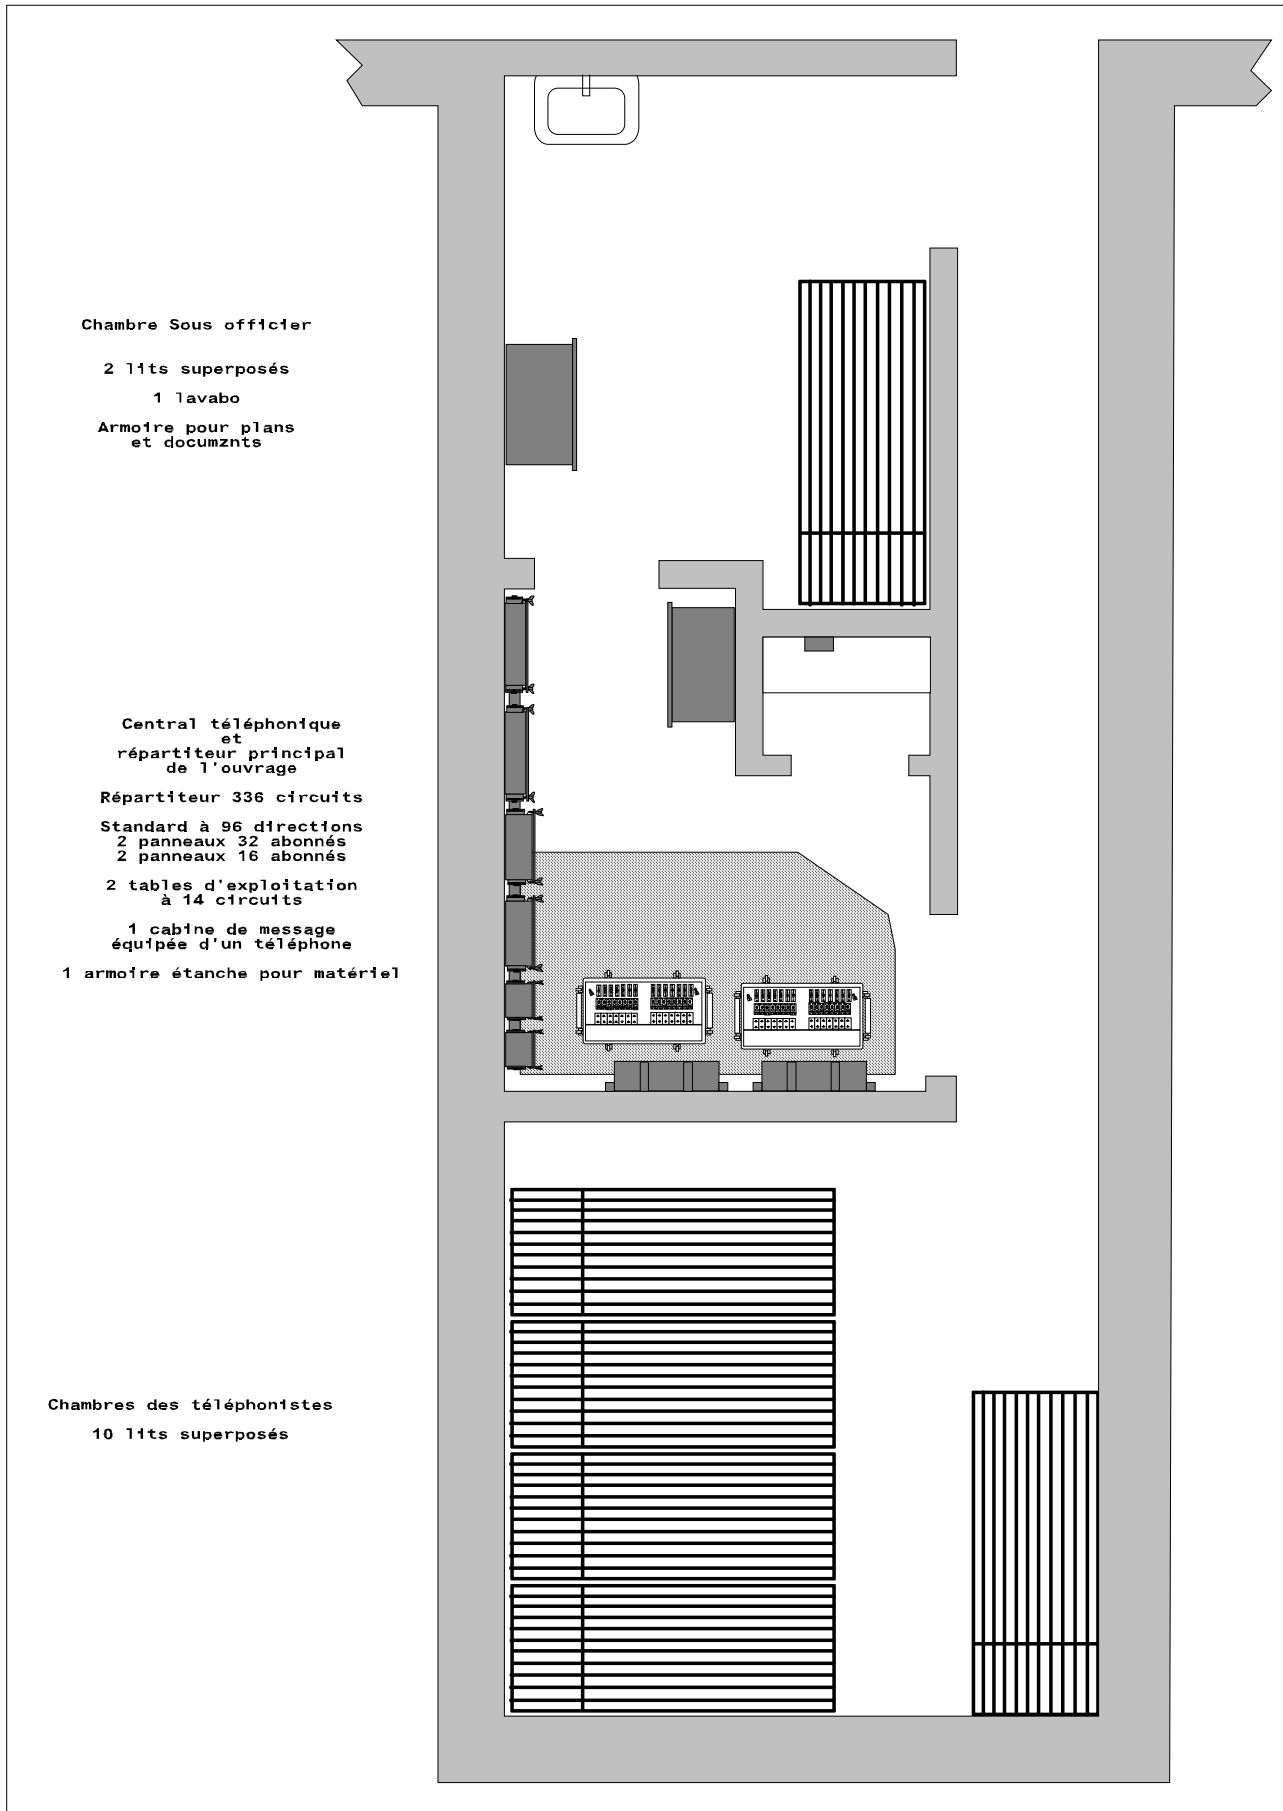 Chambre Sous officier
2 lits superposés
1 lavabo
Armoire pour plans
et documznts
Central téléphonique
et
répartiteur principal
de l'ouvrage
Répartiteur 336 circuits
Standard à 96 directions
2 panneaux 32 abonnés
2 panneaux 16 abonnés
2 tables d'exploitation
à 14 circuits
1 cabine de message
équipée d'un téléphone
1 armoire étanche pour matériel
Chambres des téléphonistes
10 lits superposés